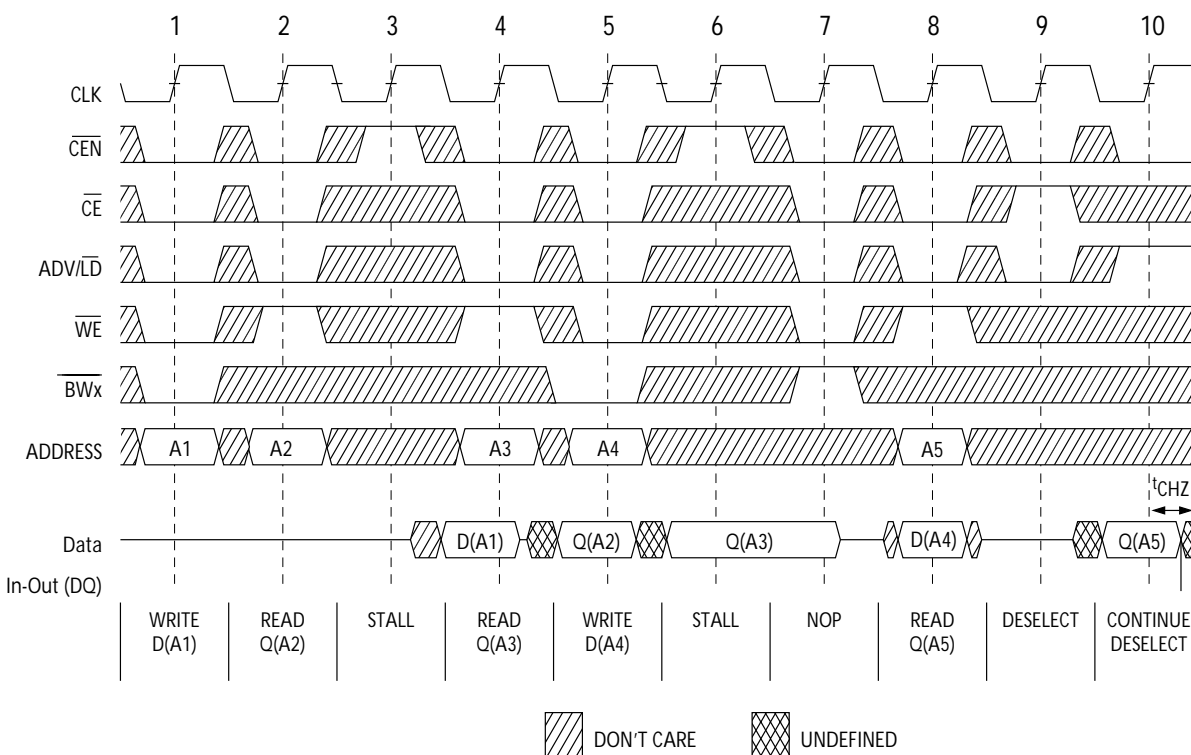 1 2 3 4 5 6 7 8 9 10
CLK
CEN
CE
ADV/LD
WE
BWx
ADDRESS A1 A2 A3 A4 A5
tCHZ
Data D(A1) Q(A2) Q(A3) D(A4) Q(A5)
In-Out (DQ)
WRITE READ STALL READ WRITE STALL NOP READ DESELECT CONTINUE
D(A1) Q(A2) Q(A3) D(A4) Q(A5) DESELECT
DON'T CARE UNDEFINED